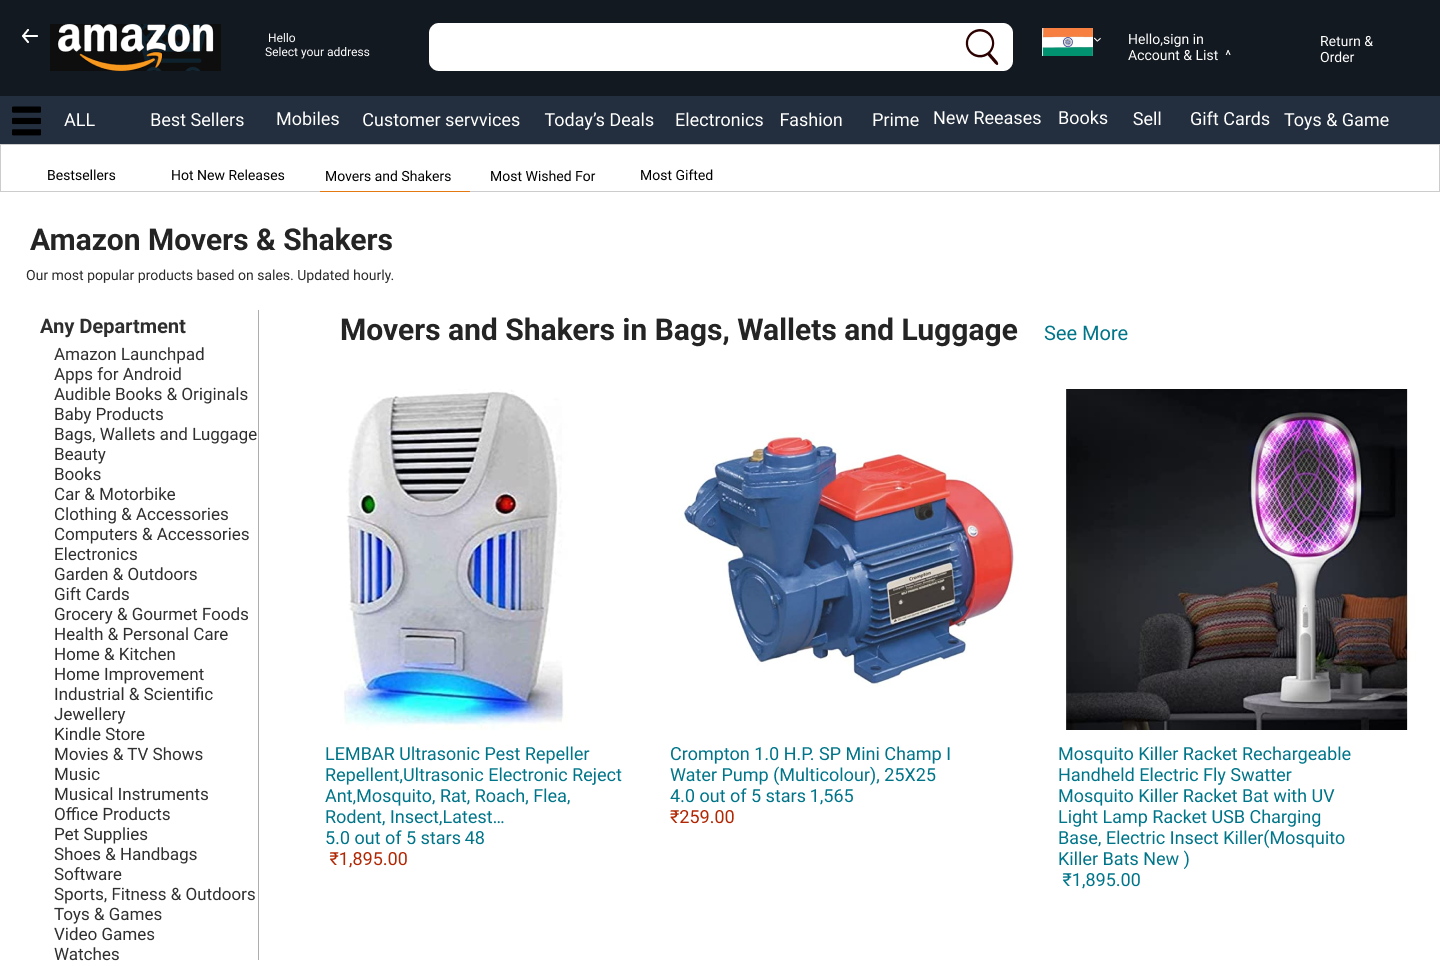 amazon
Hello
Select your address
Hello,sign in
Account & List ^
Return &
Order
ALL
Best Sellers
Mobiles
Customer servvices
Today's Deals
Electronics
Fashion
Prime
New Reeases
Books
Sell
Gift Cards
Toys & Game
Bestsellers
Hot New Releases
Movers and Shakers
Most Wished For
Most Gifted
Amazon Movers & Shakers
Our most popular products based on sales. Updated hourly.
Any Department
Amazon Launchpad
Apps for Android
Audible Books & Originals
Baby Products
Bags, Wallets and Luggage
Beauty
Books
Car & Motorbike
Clothing & Accessories
Computers & Accessories
Electronics
Garden & Outdoors
Gift Cards
Grocery & Gourmet Foods
Health & Personal Care
Home & Kitchen
Home Improvement
Industrial & Scientific
Jewellery
Kindle Store
Movies & TV Shows
Music
Musical Instruments
Office Products
Pet Supplies
Shoes & Handbags
Software
Sports, Fitness & Outdoors
Toys & Games
Video Games
Watches
Movers and Shakers in Bags, Wallets and Luggage
See More
LEMBAR Ultrasonic Pest Repeller
Repellent,Ultrasonic Electronic Reject
Ant,Mosquito, Rat, Roach, Flea,
Rodent, Insect,Latest...
5.0 out of 5 stars 48
₹1,895.00
Crompton
Crompton 1.0 H.P. SP Mini Champ I
Water Pump (Multicolour), 25X25
4.0 out of 5 stars 1,565
₹259.00
Mosquito Killer Racket Rechargeable
Handheld Electric Fly Swatter
Mosquito Killer Racket Bat with UV
Light Lamp Racket USB Charging
Base, Electric Insect Killer(Mosquito
Killer Bats New )
₹1,895.00